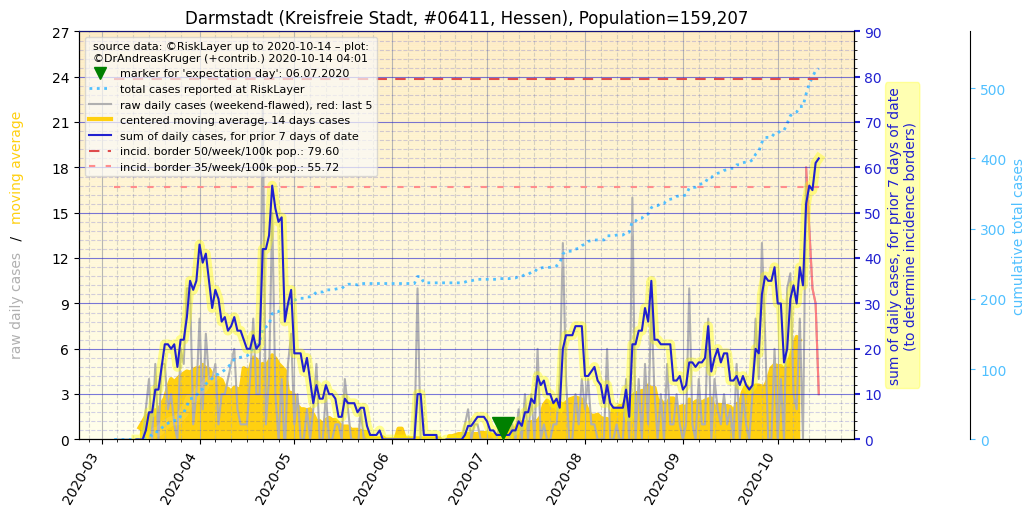 Darmstadt (Kreisfreie Stadt, #06411, Hessen), Population=159,207
source data: ©RiskLayer up to 2020-10-14 – plot:
©DrAndreasKruger (+contrib.) 2020-10-14 04:01
marker for 'expectation day': 06.07.2020
total cases reported at RiskLayer
raw daily cases (weekend-flawed), red: last 5
centered moving average, 14 days cases
sum of daily cases, for prior 7 days of date
incid. border 50/week/100k pop.: 79.60
incid. border 35/week/100k pop.: 55.72
raw daily cases / moving average
27
24
21
18
15
12
9
6
3
0
2020-03
2020-04
2020-05
2020-06
2020-07
2020-08
2020-09
2020-10
90
80
70
60
50
40
30
20
10
0
sum of daily cases, for prior 7 days of date
(to determine incidence borders)
500
400
300
200
100
0
cumulative total cases